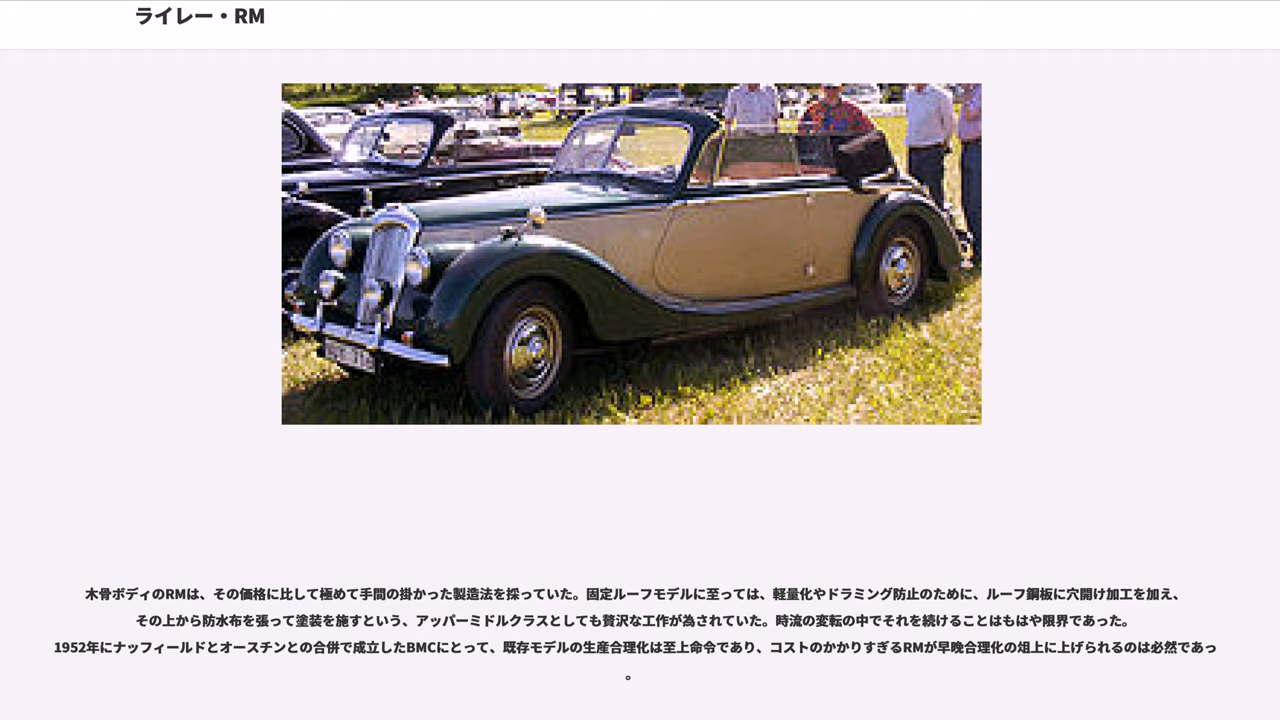 ライレー・RM
木骨ボディのRMは、その価格に比して極めて手間の掛かった製造法を採っていた。固定ルーフモデルに至っては、軽量化やドラミング防止のために、ルーフ鋼板に穴開け加工を加え、
その上から防水布を張って塗装を施すという、アッパーミドルクラスとしても贅沢な工作が為されていた。時流の変転の中でそれを続けることはもはや限界であった。
1952年にナッフィールドとオースチンとの合併で成立したBMCにとって、既存モデルの生産合理化は至上命令であり、コストのかかりすぎるRMが早晩合理化の俎上に上げられるのは必然であっ
。